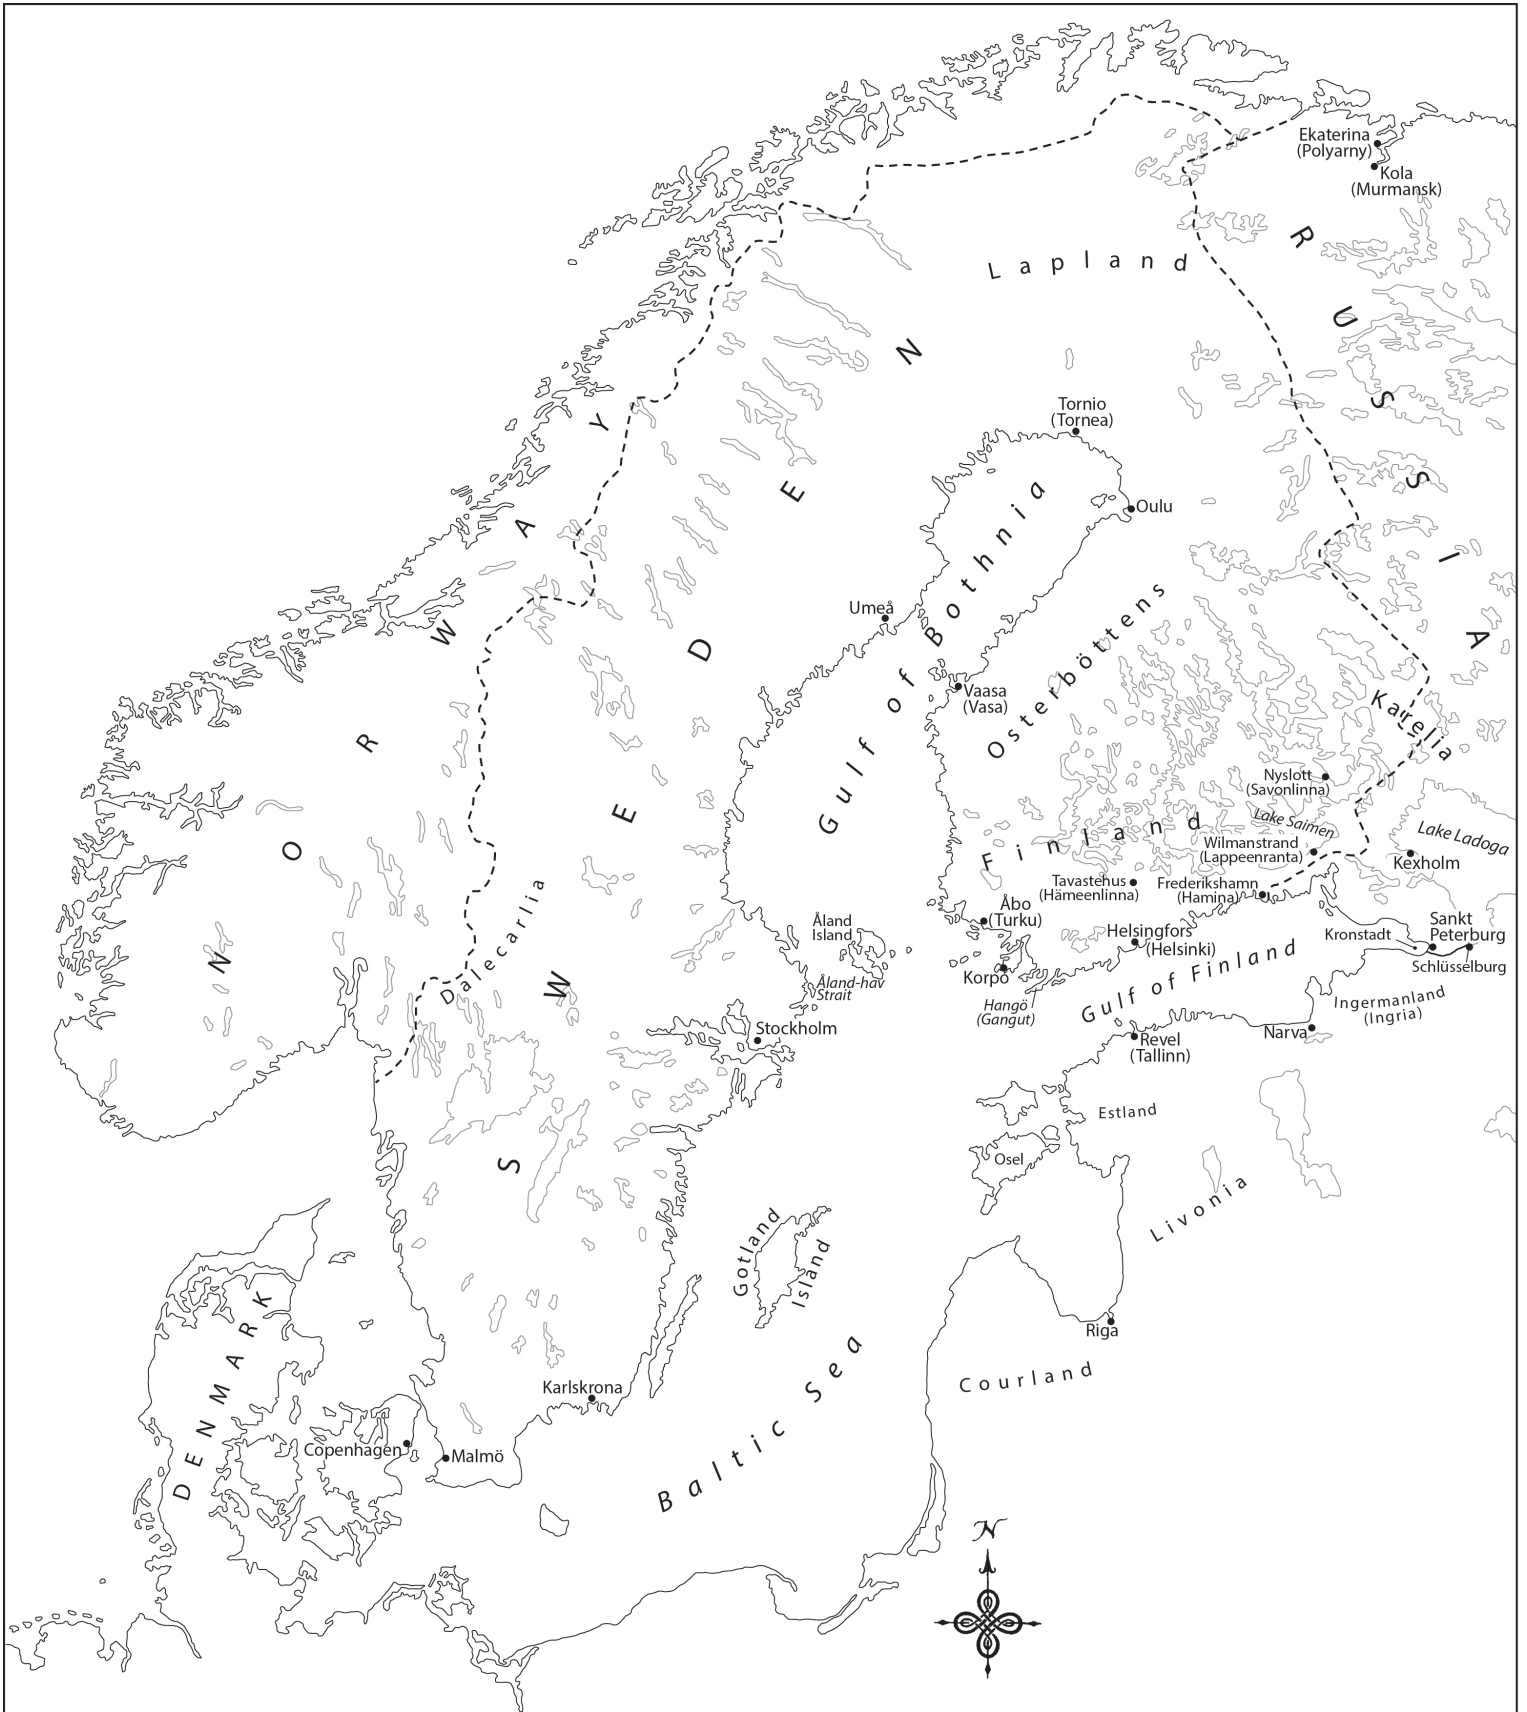 Ekaterina
(Polyarny)
Kola
(Murmansk)
Lapland
RUSSIA
NORWAY
SWEDEN
Tornio
(Tornea)
Oulu
Gulf of Bothnia
Umeå
Vaasa
(Vasa)
Osterböttens
Karelia
Nyslott
(Savonlinna)
Lake Saimen
Lake Ladoga
Finland
Wilmanstrand
(Lappeenranta)
Kexholm
Tavastehus
(Hämeenlinna)
Frederikshamn
(Hamina)
Dalecarlia
Åbo
(Turku)
Åland
Island
Helsingfors
(Helsinki)
Kronstadt
Sankt
Peterburg
Schlüsselburg
Korpo
Åland-hav
Strait
Hangö
(Gangut)
Gulf of Finland
Ingermanland
(Ingria)
Stockholm
Revel
(Tallinn)
Narva
Estland
Osel
Livonia
Gotland
Island
Riga
DENMARK
Courland
Karlskrona
Copenhagen
Malmö
Baltic Sea
N